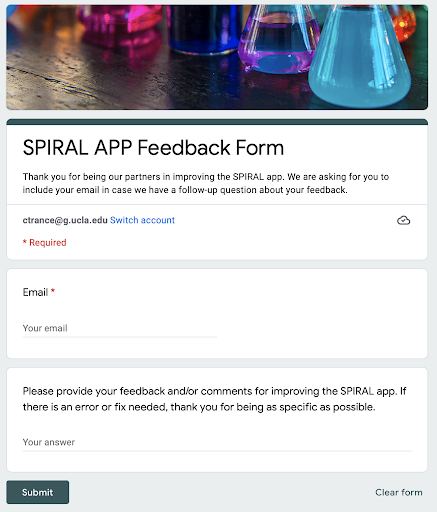 SPIRAL APP Feedback Form
Thank you for being our partners in improving the SPIRAL app. We are asking for you to
include your email in case we have a follow-up question about your feedback.
ctrance@g.ucla.edu Switch account
* Required
Email *
Your email
Please provide your feedback and/or comments for improving the SPIRAL app. If
there is an error or fix needed, thank you for being as specific as possible.
Your answer
Submit Clear form